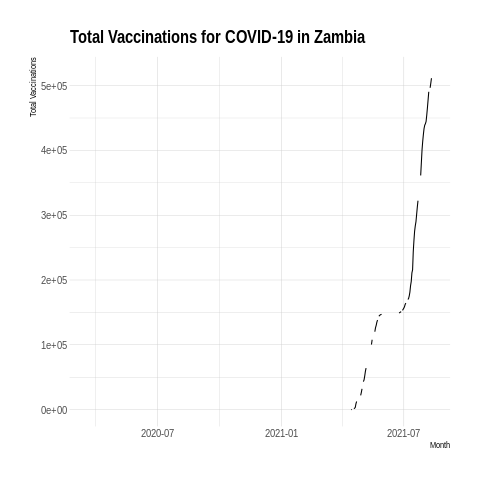 Total Vaccinations for COVID-19 in Zambia
Total Vaccinations
5e+05
4e+05
3e+05
2e+05
1e+05
0e+00
2020-07 2021-01 2021-07
Month